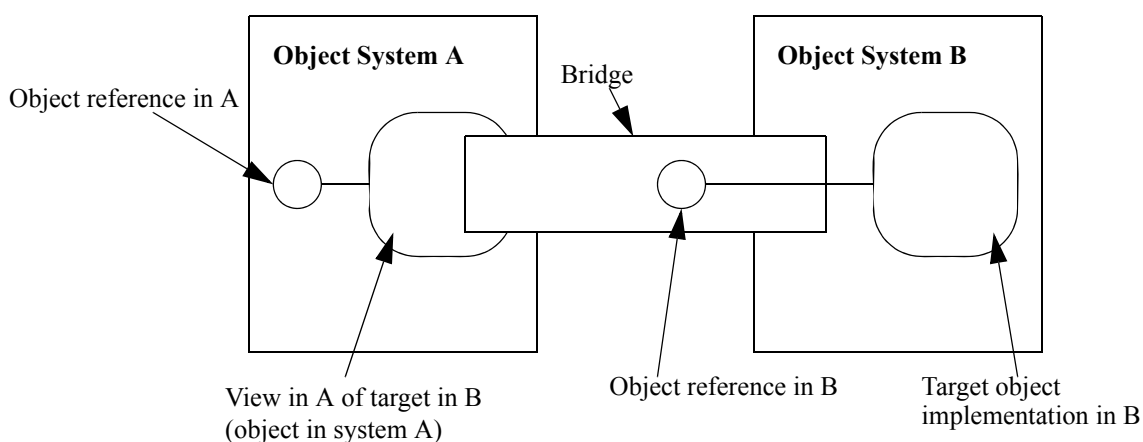 Object System A
Object System B
Bridge
Object reference in A
View in A of target in B
(object in system A)
Object reference in B
Target object
implementation in B